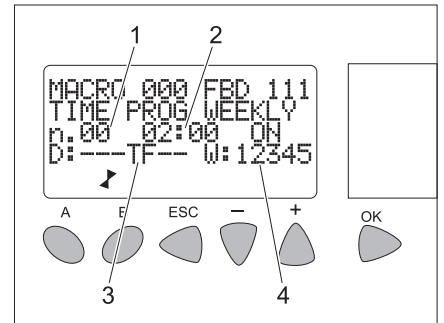 1 2
MACRO 000 FBD 111
TIME PROG WEEKLY
n.00 02:00 ON
D:---TF-- W:12345
A B ESC − + OK
3 4